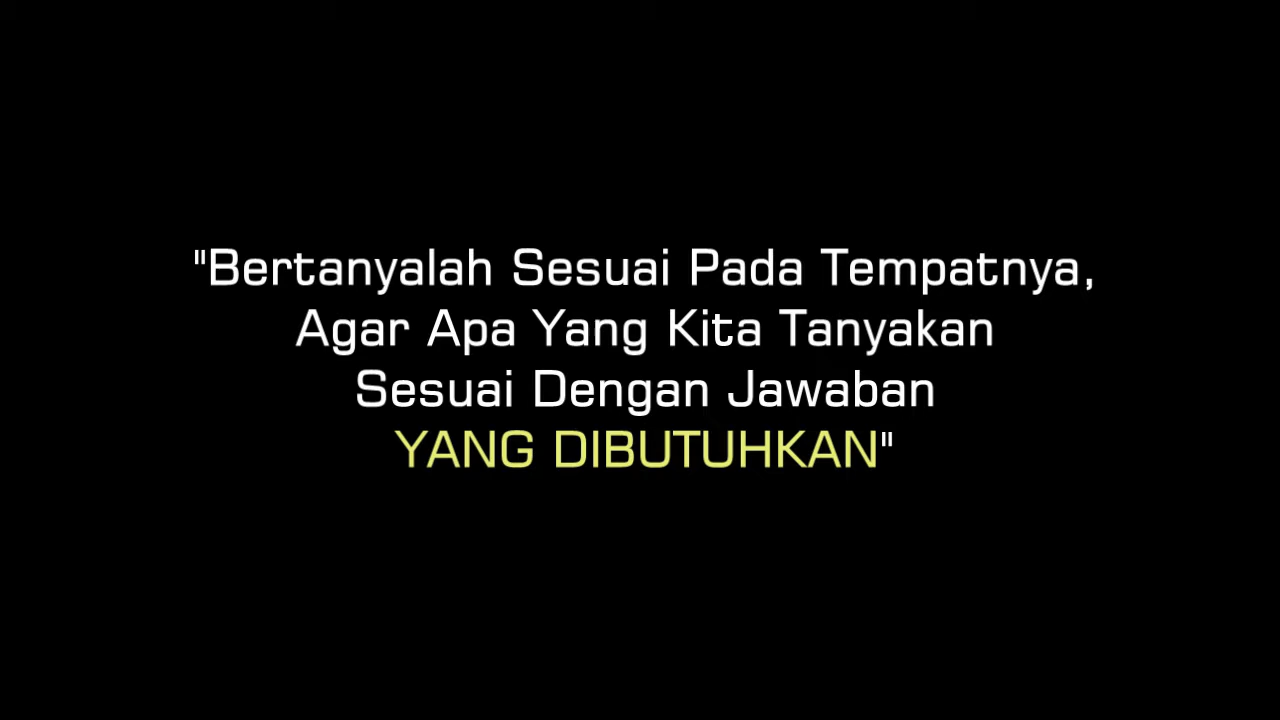 "Bertanyalah Sesuai Pada Tempatnya,
Agar Apa Yang Kita Tanyakan
Sesuai Dengan Jawaban
YANG DIBUTUHKAN"